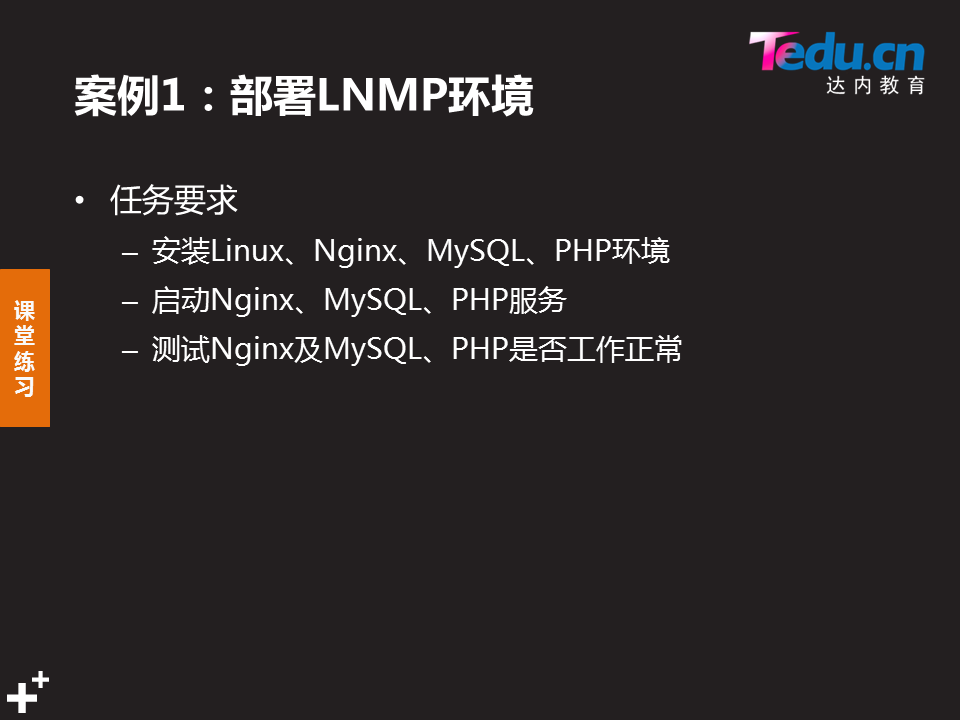 Tedu.cn
达内教育
案例1：部署LNMP环境
• 任务要求
– 安装Linux、Nginx、MySQL、PHP环境
– 启动Nginx、MySQL、PHP服务
– 测试Nginx及MySQL、PHP是否工作正常
课
堂
练
习